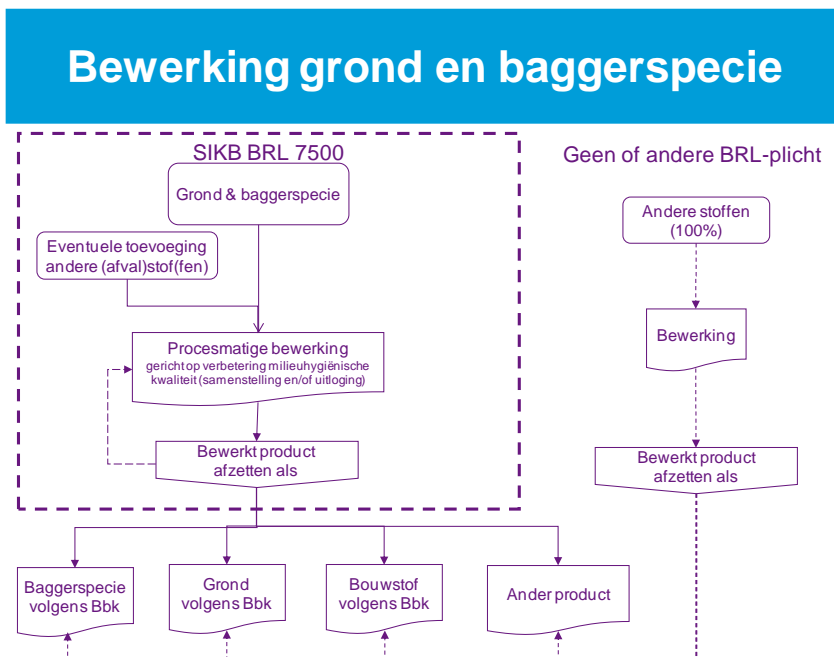 Bewerking grond en baggerspecie
SIKB BRL 7500
Geen of andere BRL-plicht
Grond & baggerspecie
Andere stoffen
(100%)
Eventuele toevoeging
andere (afval)stof(fen)
Procesmatige bewerking
gericht op verbetering milieuhygiënische
kwaliteit (samenstelling en/of uitloging)
Bewerking
Bewerkt product
afzetten als
Bewerkt product
afzetten als
Baggerspecie
volgens Bbk
Grond
volgens Bbk
Bouwstof
volgens Bbk
Ander product